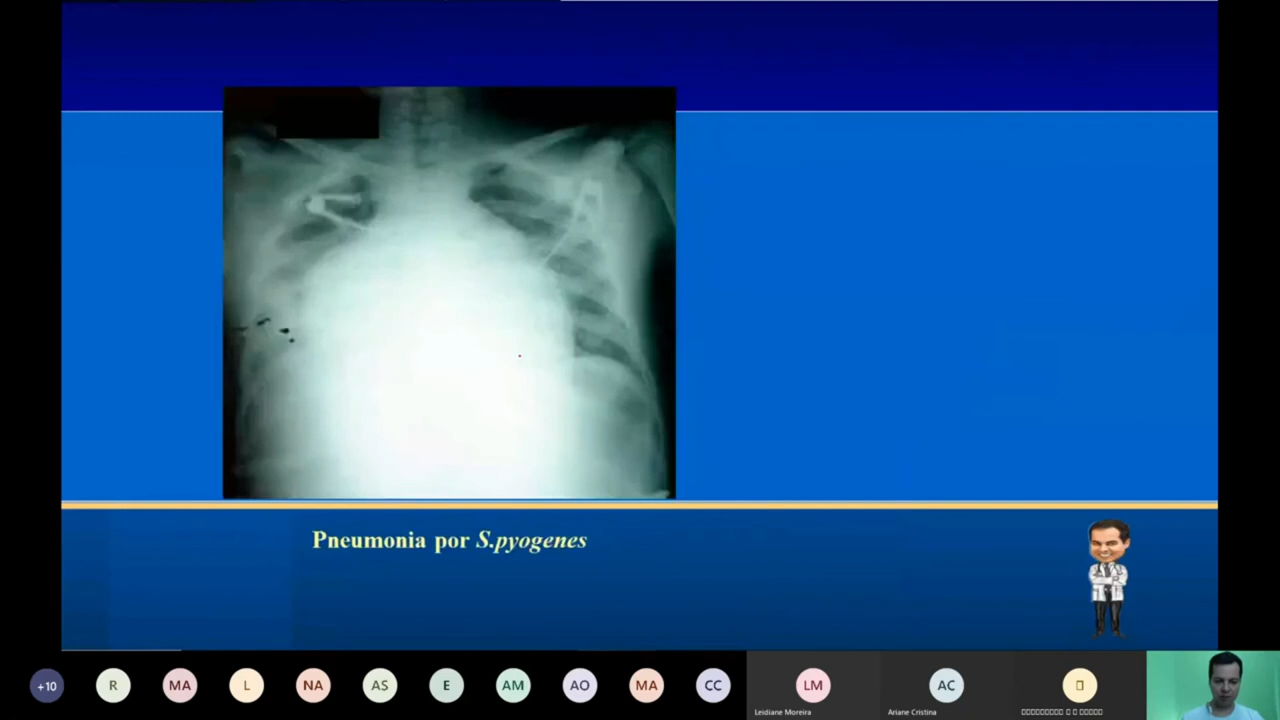 Pneumonia por S.pyogenes
+10
R
MA
L
NA
AS
E
AM
AO
MA
CC
LM
AC
Leidiane Moreira
Ariane Cristina